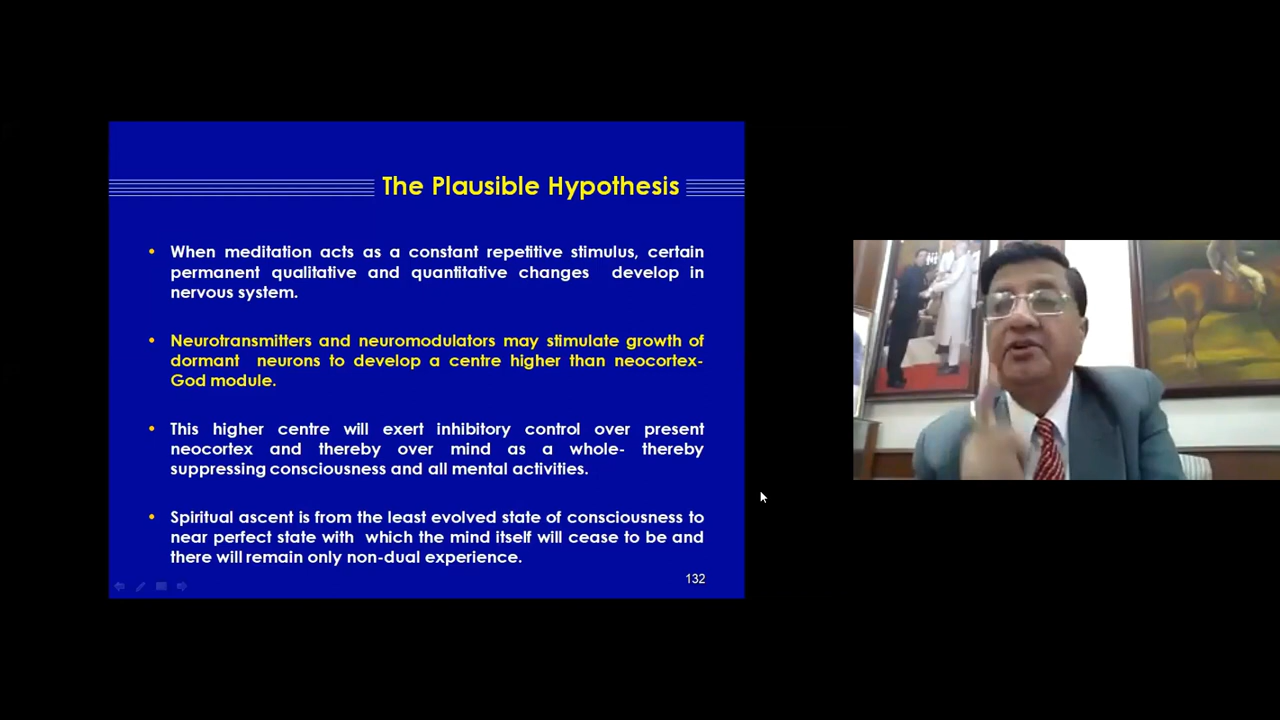 The Plausible Hypothesis
• When meditation acts as a constant repetitive stimulus, certain
permanent qualitative and quantitative changes develop in
nervous system.
• Neurotransmitters and neuromodulators may stimulate growth of
dormant neurons to develop a centre higher than neocortex-
God module.
• This higher centre will exert inhibitory control over present
neocortex and thereby over mind as a whole- thereby
suppressing consciousness and all mental activities.
• Spiritual ascent is from the least evolved state of consciousness to
near perfect state with which the mind itself will cease to be and
there will remain only non-dual experience.
132